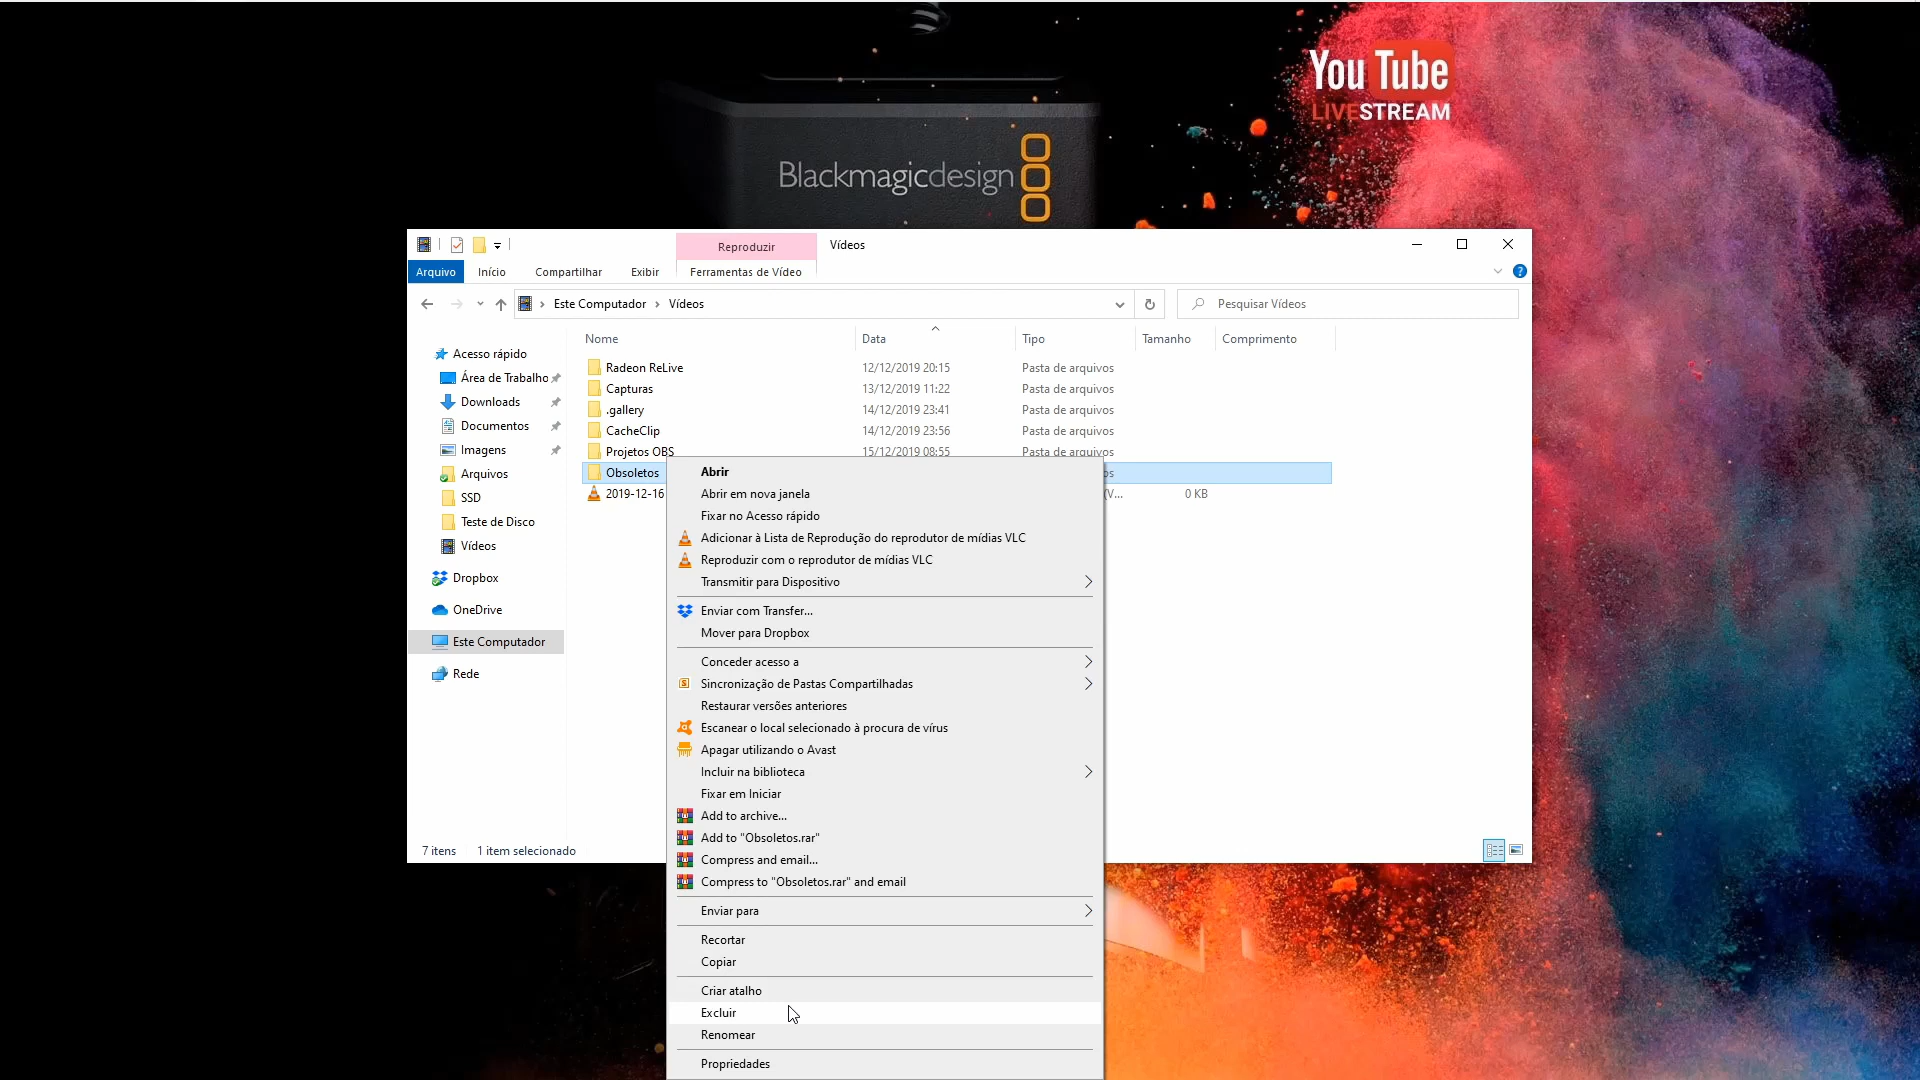 You Tube
LIVESTREAM
Blackmagicdesign
Reproduzir
Vídeos
Arquivo
Início
Compartilhar
Exibir
Ferramentas de Vídeo
Este Computador
Vídeos
Pesquisar Vídeos
Nome
Data
Tipo
Tamanho
Comprimento
Acesso rápido
Área de Trabalho
Downloads
Documentos
Imagens
Arquivos
SSD
Teste de Disco
Vídeos
Dropbox
OneDrive
Este Computador
Rede
Radeon ReLive 12/12/2019 20:15 Pasta de arquivos
Capturas 13/12/2019 11:22 Pasta de arquivos
.gallery 14/12/2019 23:41 Pasta de arquivos
CacheClip 14/12/2019 23:56 Pasta de arquivos
Projetos OBS 15/12/2019 08:55 Pasta de arquivos
Obsoletos os
2019-12-16 (V... 0 KB
Abrir
Abrir em nova janela
Fixar no Acesso rápido
Adicionar à Lista de Reprodução do reprodutor de mídias VLC
Reproduzir com o reprodutor de mídias VLC
Transmitir para Dispositivo
Enviar com Transfer...
Mover para Dropbox
Conceder acesso a
Sincronização de Pastas Compartilhadas
Restaurar versões anteriores
Escanear o local selecionado à procura de vírus
Apagar utilizando o Avast
Incluir na biblioteca
Fixar em Iniciar
Add to archive...
Add to "Obsoletos.rar"
Compress and email...
Compress to "Obsoletos.rar" and email
Enviar para
Recortar
Copiar
Criar atalho
Excluir
Renomear
Propriedades
7 itens
1 item selecionado